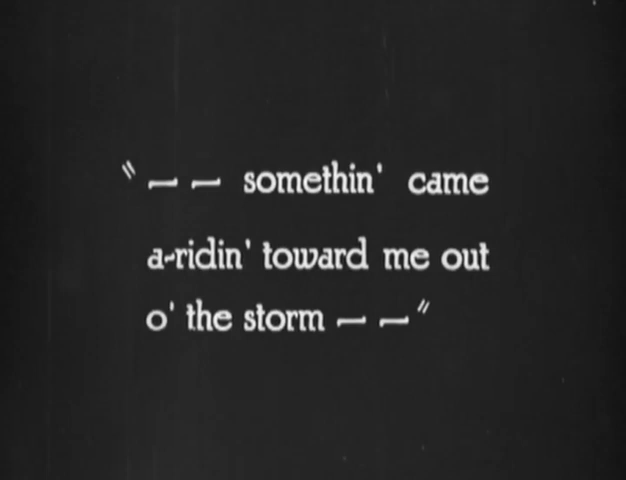 "— — somethin' came
a-ridin' toward me out
o' the storm — —"